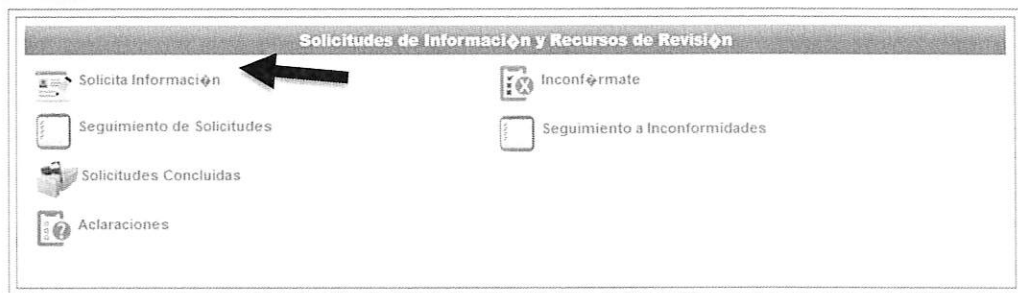 Solicitudes de Informaci�n y Recursos de Revisi�n
Solicita Informaci�n
Inconf�rmate
Seguimiento de Solicitudes
Seguimiento a Inconformidades
Solicitudes Concluidas
Aclaraciones